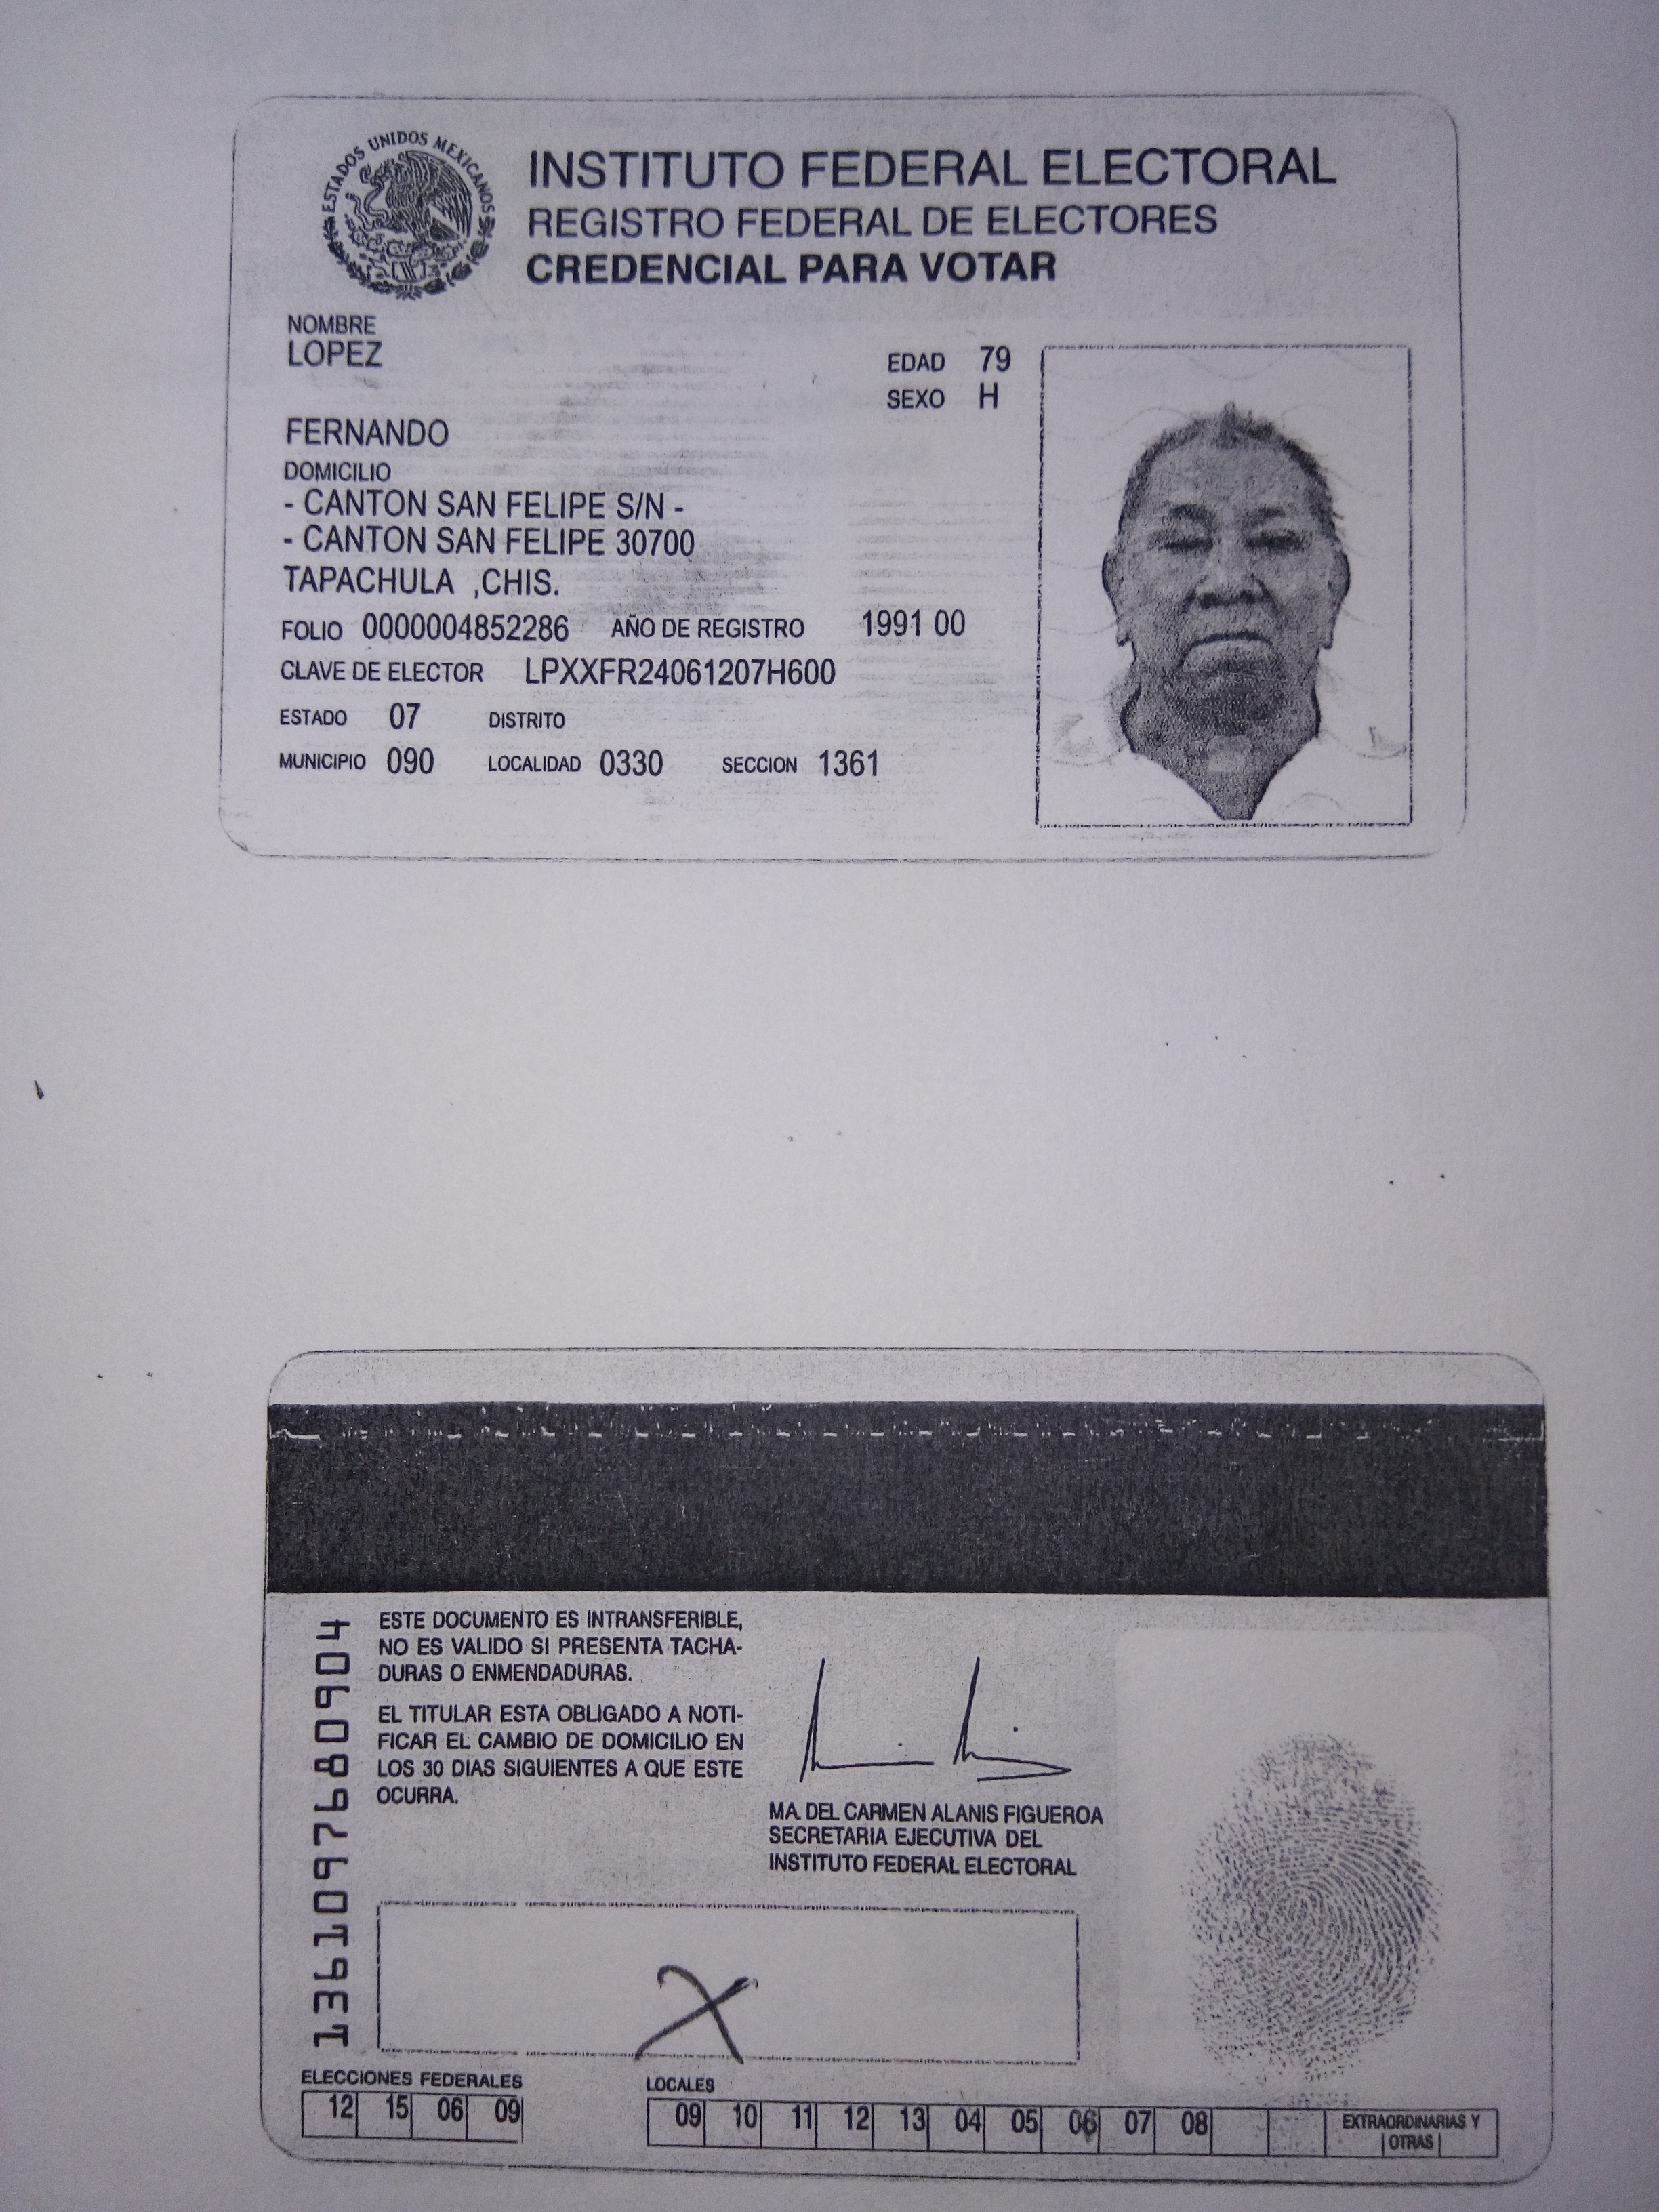 ESTADOS UNIDOS MEXICANOS
INSTITUTO FEDERAL ELECTORAL
REGISTRO FEDERAL DE ELECTORES
CREDENCIAL PARA VOTAR
NOMBRE
LOPEZ
EDAD 79
SEXO H
FERNANDO
DOMICILIO
- CANTON SAN FELIPE S/N -
- CANTON SAN FELIPE 30700
TAPACHULA ,CHIS.
FOLIO 0000004852286 AÑO DE REGISTRO 1991 00
CLAVE DE ELECTOR LPXXFR24061207H600
ESTADO 07 DISTRITO
MUNICIPIO 090 LOCALIDAD 0330 SECCION 1361
1361097680904
ESTE DOCUMENTO ES INTRANSFERIBLE,
NO ES VALIDO SI PRESENTA TACHA-
DURAS O ENMENDADURAS.
EL TITULAR ESTA OBLIGADO A NOTI-
FICAR EL CAMBIO DE DOMICILIO EN
LOS 30 DIAS SIGUIENTES A QUE ESTE
OCURRA.
MA. DEL CARMEN ALANIS FIGUEROA
SECRETARIA EJECUTIVA DEL
INSTITUTO FEDERAL ELECTORAL
X
ELECCIONES FEDERALES
12 15 06 09
LOCALES
09 10 11 12 13 04 05 06 07 08
EXTRAORDINARIAS Y
OTRAS